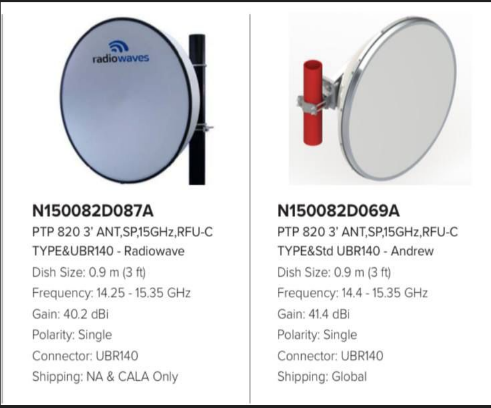 radiowaves
N150082D087A
PTP 820 3' ANT,SP,15GHz,RFU-C
TYPE&UBR140 - Radiowave
Dish Size: 0.9 m (3 ft)
Frequency: 14.25 - 15.35 GHz
Gain: 40.2 dBi
Polarity: Single
Connector: UBR140
Shipping: NA & CALA Only
N150082D069A
PTP 820 3' ANT,SP,15GHz,RFU-C
TYPE&Std UBR140 - Andrew
Dish Size: 0.9 m (3 ft)
Frequency: 14.4 - 15.35 GHz
Gain: 41.4 dBi
Polarity: Single
Connector: UBR140
Shipping: Global